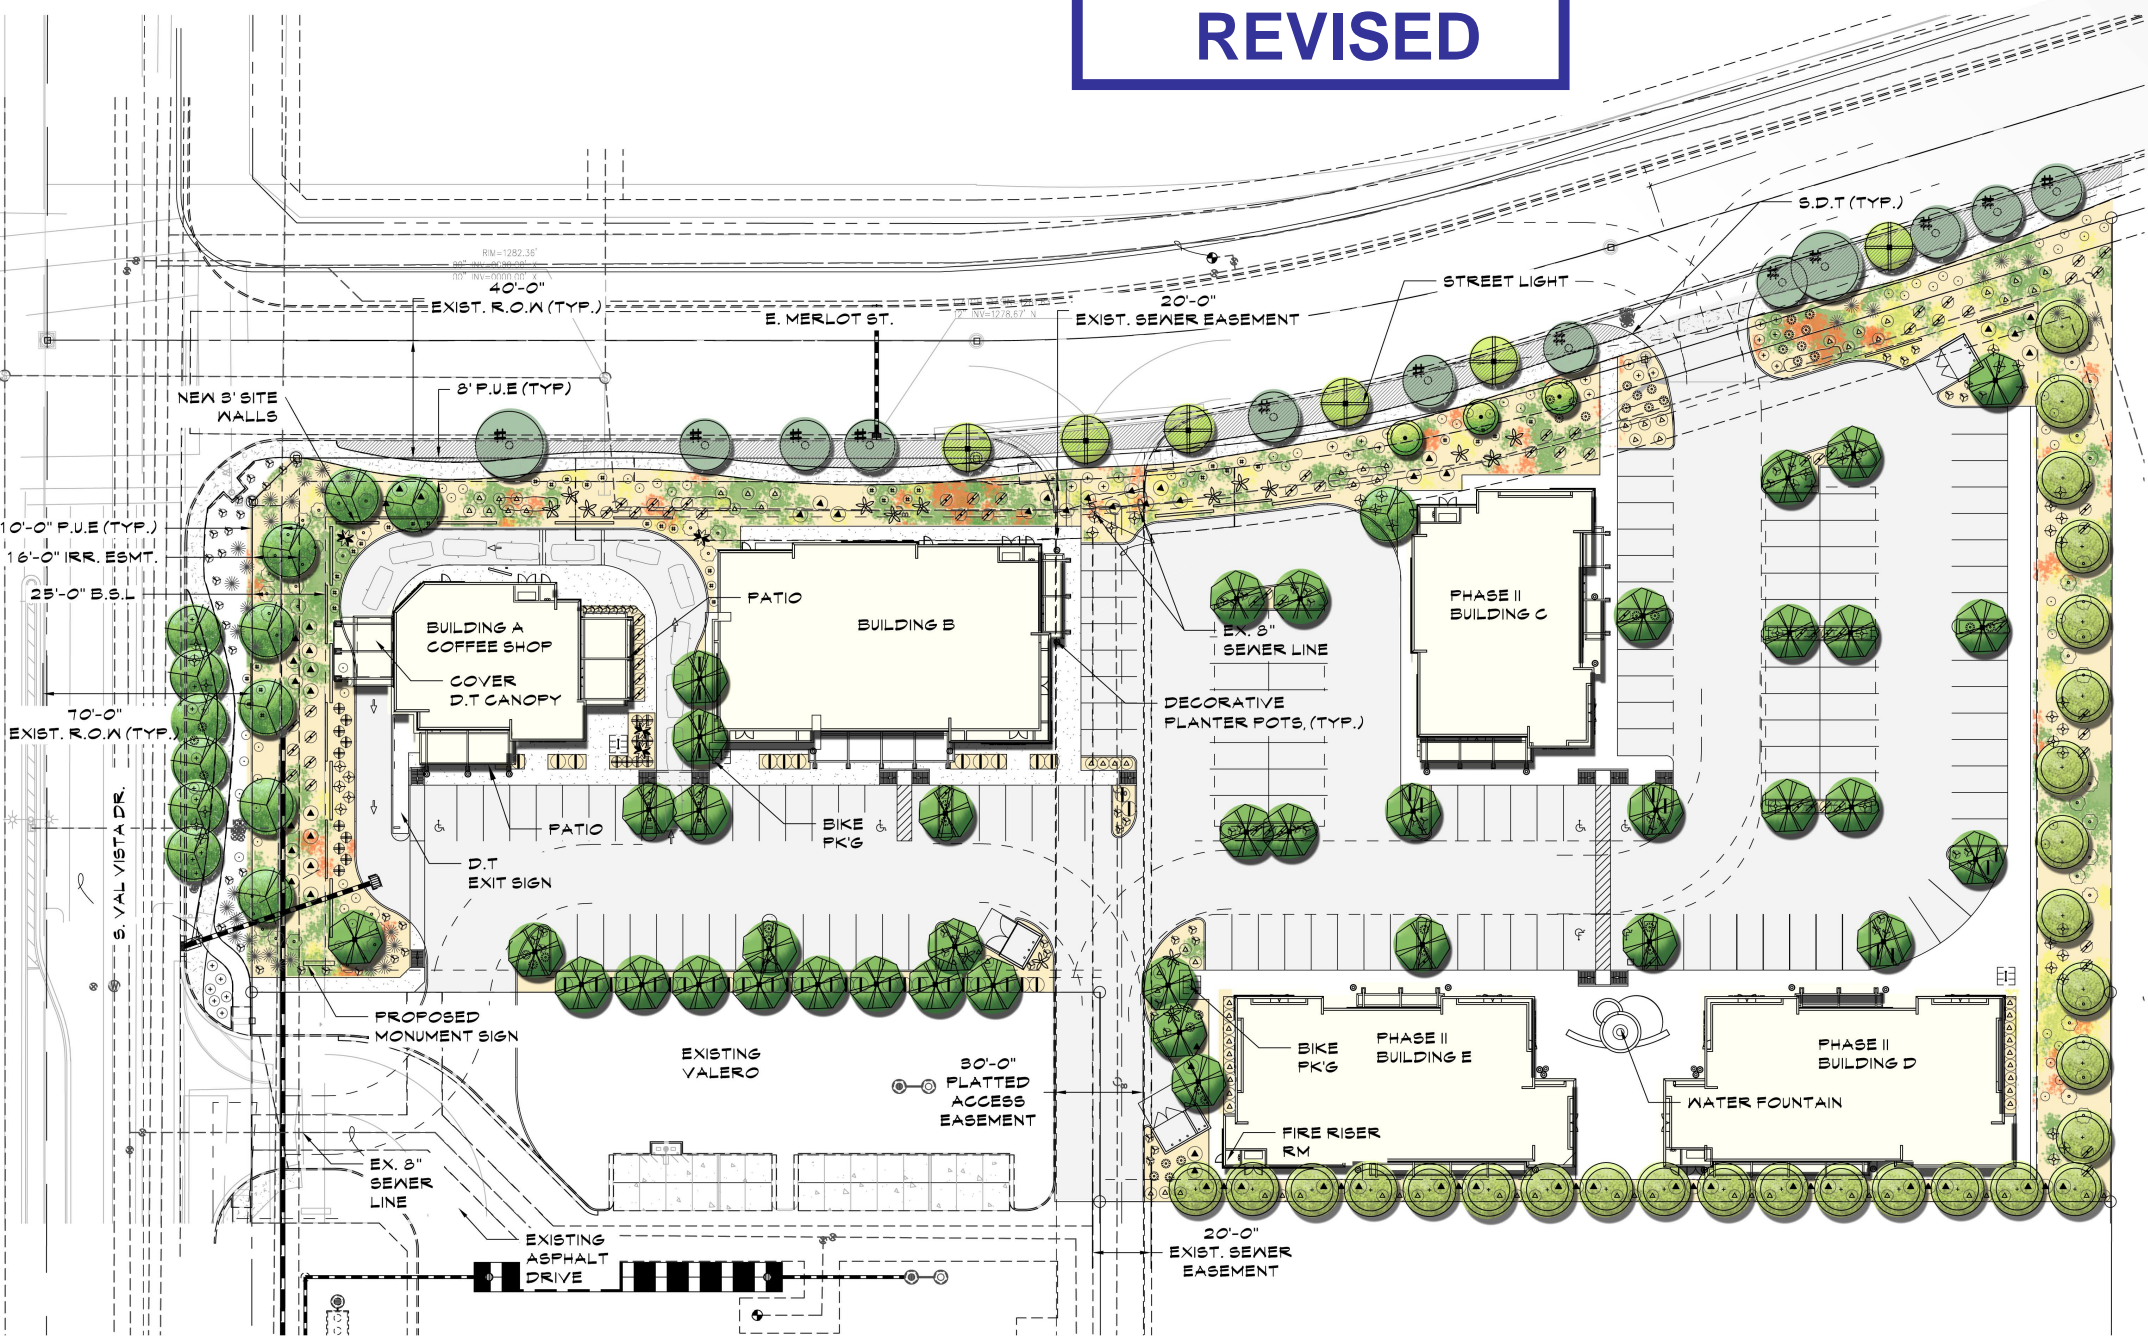 REVISED
S.D.T (TYP.)
RIM=1282.36'
40'-0"
EXIST. R.O.W (TYP.)
E. MERLOT ST.
20'-0"
EXIST. SEWER EASEMENT
STREET LIGHT
NEW 3' SITE
WALLS
8' P.U.E (TYP)
10'-0" P.U.E (TYP.)
16'-0" IRR. ESMT.
25'-0" B.S.L
70'-0"
EXIST. R.O.W (TYP.)
S. VAL VISTA DR.
BUILDING A
COFFEE SHOP
COVER
D.T CANOPY
PATIO
BUILDING B
EX. 8"
SEWER LINE
DECORATIVE
PLANTER POTS, (TYP.)
PHASE II
BUILDING C
PATIO
BIKE
PK'G
D.T
EXIT SIGN
PROPOSED
MONUMENT SIGN
EXISTING
VALERO
30'-0"
PLATTED
ACCESS
EASEMENT
BIKE
PK'G
PHASE II
BUILDING E
PHASE II
BUILDING D
WATER FOUNTAIN
FIRE RISER
RM
EX. 8"
SEWER
LINE
EXISTING
ASPHALT
DRIVE
20'-0"
EXIST. SEWER
EASEMENT